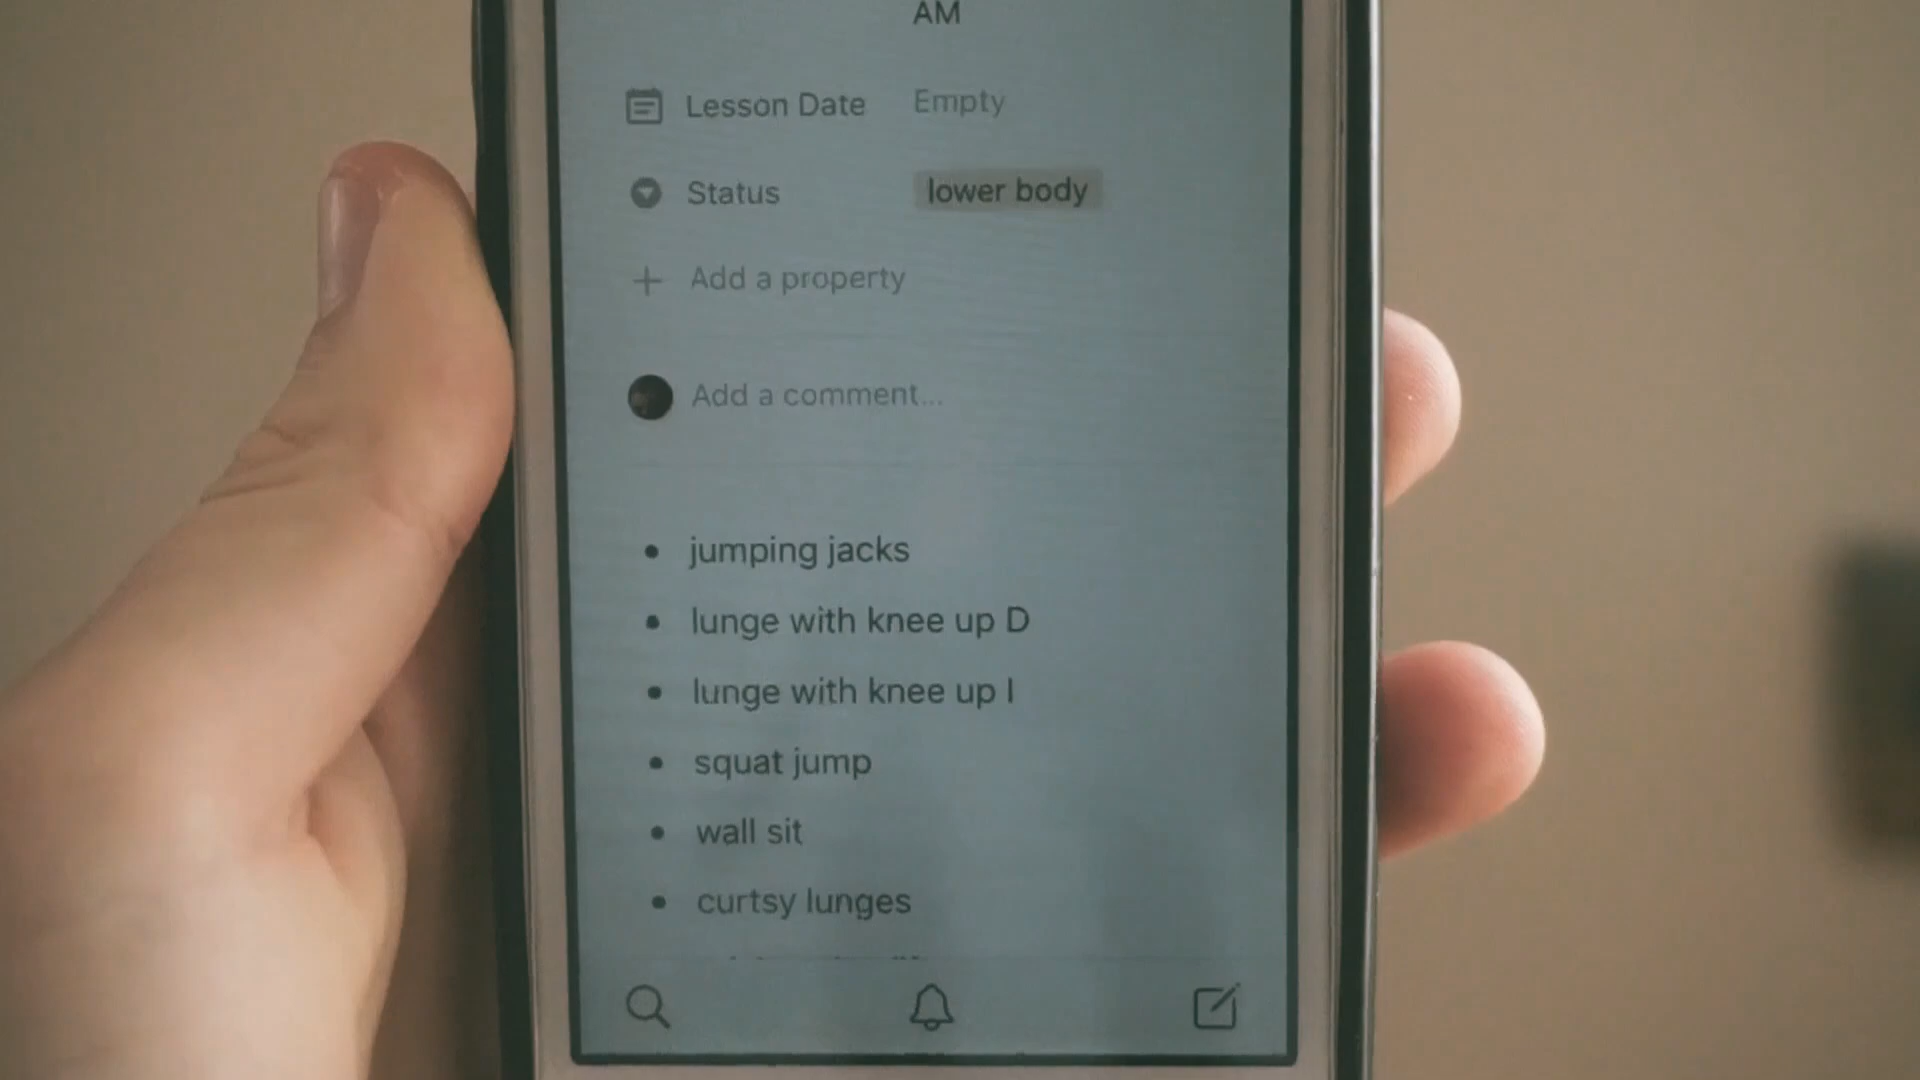 AM
Lesson Date Empty
Status lower body
Add a property
Add a comment...
jumping jacks
lunge with knee up D
lunge with knee up I
squat jump
wall sit
curtsy lunges